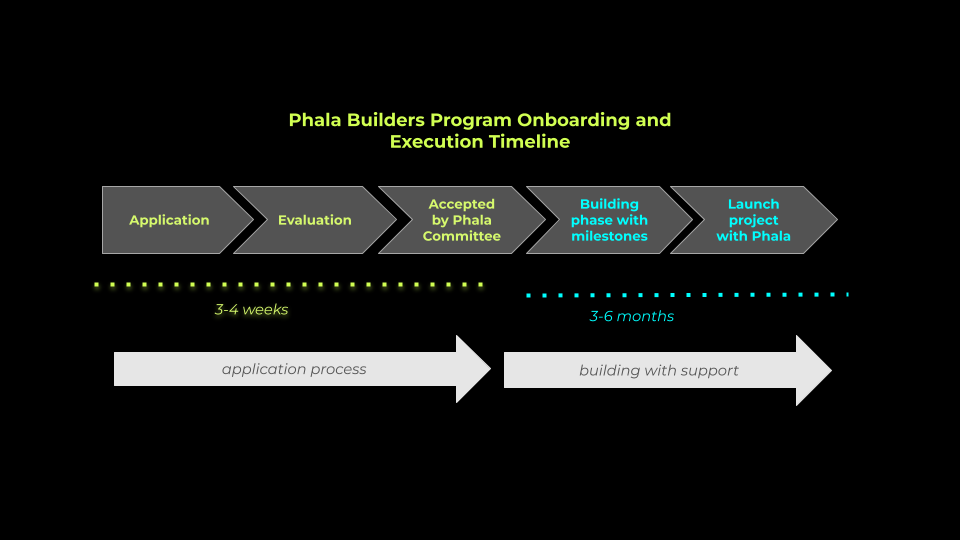 Phala Builders Program Onboarding and
Execution Timeline
Application
Evaluation
Accepted
by Phala
Committee
Building
phase with
milestones
Launch
project
with Phala
3-4 weeks
3-6 months
application process
building with support